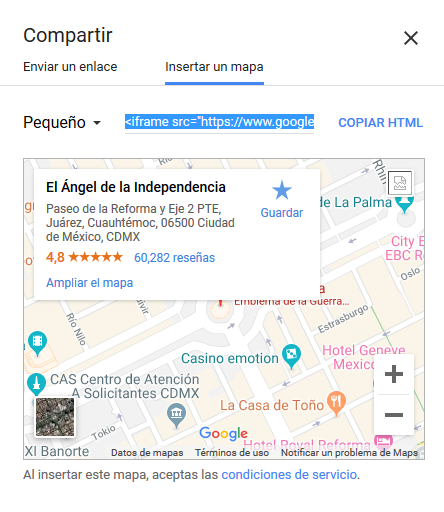 Compartir
Enviar un enlace
Insertar un mapa
Pequeño
<iframe src="https://www.google
COPIAR HTML
El Ángel de la Independencia
Paseo de la Reforma y Eje 2 PTE,
Juárez, Cuauhtémoc, 06500 Ciudad
de México, CDMX
4,8
60,282 reseñas
Ampliar el mapa
Guardar
Rhin
de La Palma
City E
EBC R
Oslo
Emblema de la Guerra...
Estrasburgo
Hotel Geneve
Mexico
Casino emotion
CAS Centro de Atención
A Solicitantes CDMX
La Casa de Toño
Tokio
Google
Hotel Royal Reforma
XI Banorte
Datos de mapas
Términos de uso
Notificar un problema de Maps
Al insertar este mapa, aceptas las condiciones de servicio.